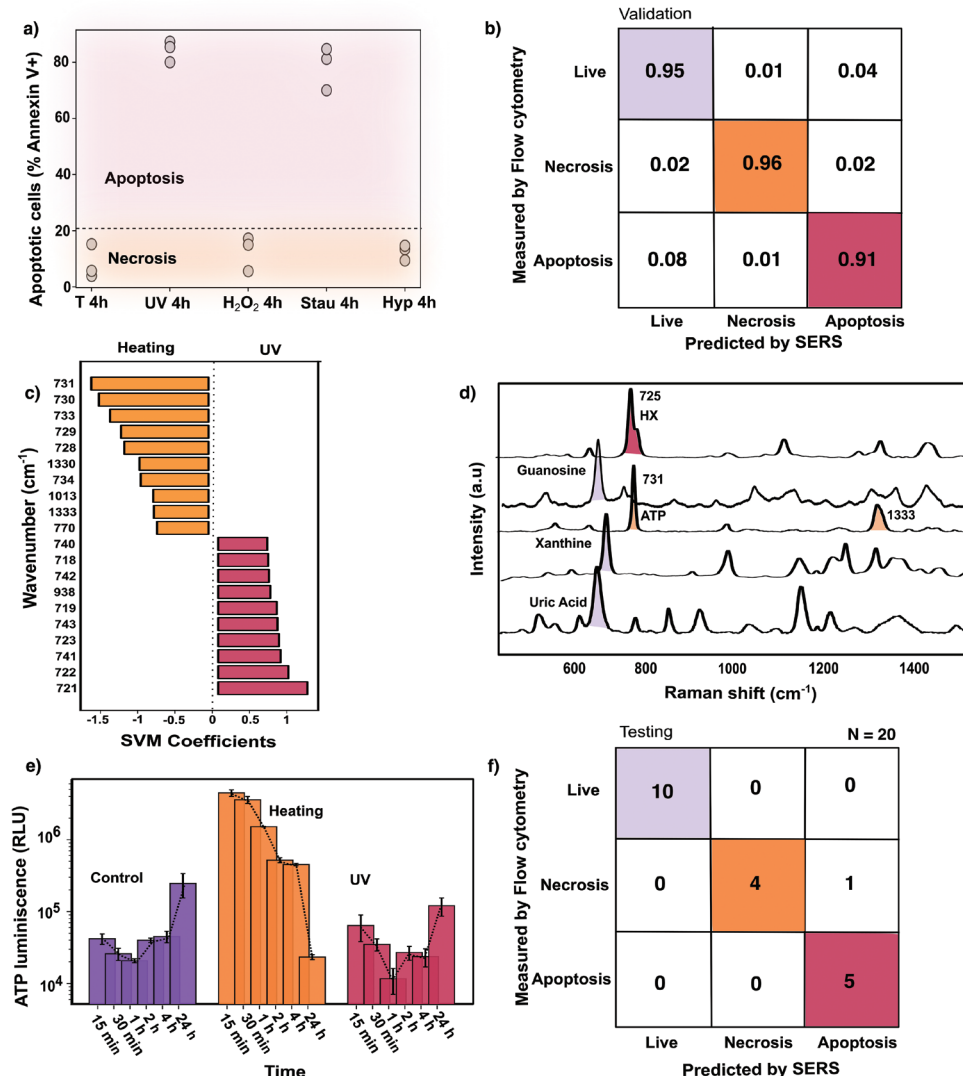 a)
Apoptotic cells (% Annexin V+)
80
60
40
20
0
Apoptosis
Necrosis
T 4h
UV 4h
H₂O₂ 4h
Stau 4h
Hyp 4h
b)
Validation
Measured by Flow cytometry
Live
0.95
0.01
0.04
Necrosis
0.02
0.96
0.02
Apoptosis
0.08
0.01
0.91
Live
Necrosis
Apoptosis
Predicted by SERS
Heating
UV
c)
Wavenumber (cm⁻¹)
731
730
733
729
728
1330
734
1013
1333
770
740
718
742
938
719
743
723
741
722
721
-1.5
-1
-0.5
0
0.5
1
SVM Coefficients
d)
Intensity (a.u)
725
HX
Guanosine
731
ATP
1333
Xanthine
Uric Acid
600
800
1000
1200
1400
Raman shift (cm⁻¹)
e)
ATP luminiscence (RLU)
10⁶
10⁵
10⁴
Control
Heating
UV
15 min
30 min
1 h
2 h
4 h
24 h
15 min
30 min
1 h
2 h
4 h
24 h
15 min
30 min
1 h
2 h
4 h
24 h
Time
f)
Testing
N = 20
Measured by Flow cytometry
Live
10
0
0
Necrosis
0
4
1
Apoptosis
0
0
5
Live
Necrosis
Apoptosis
Predicted by SERS